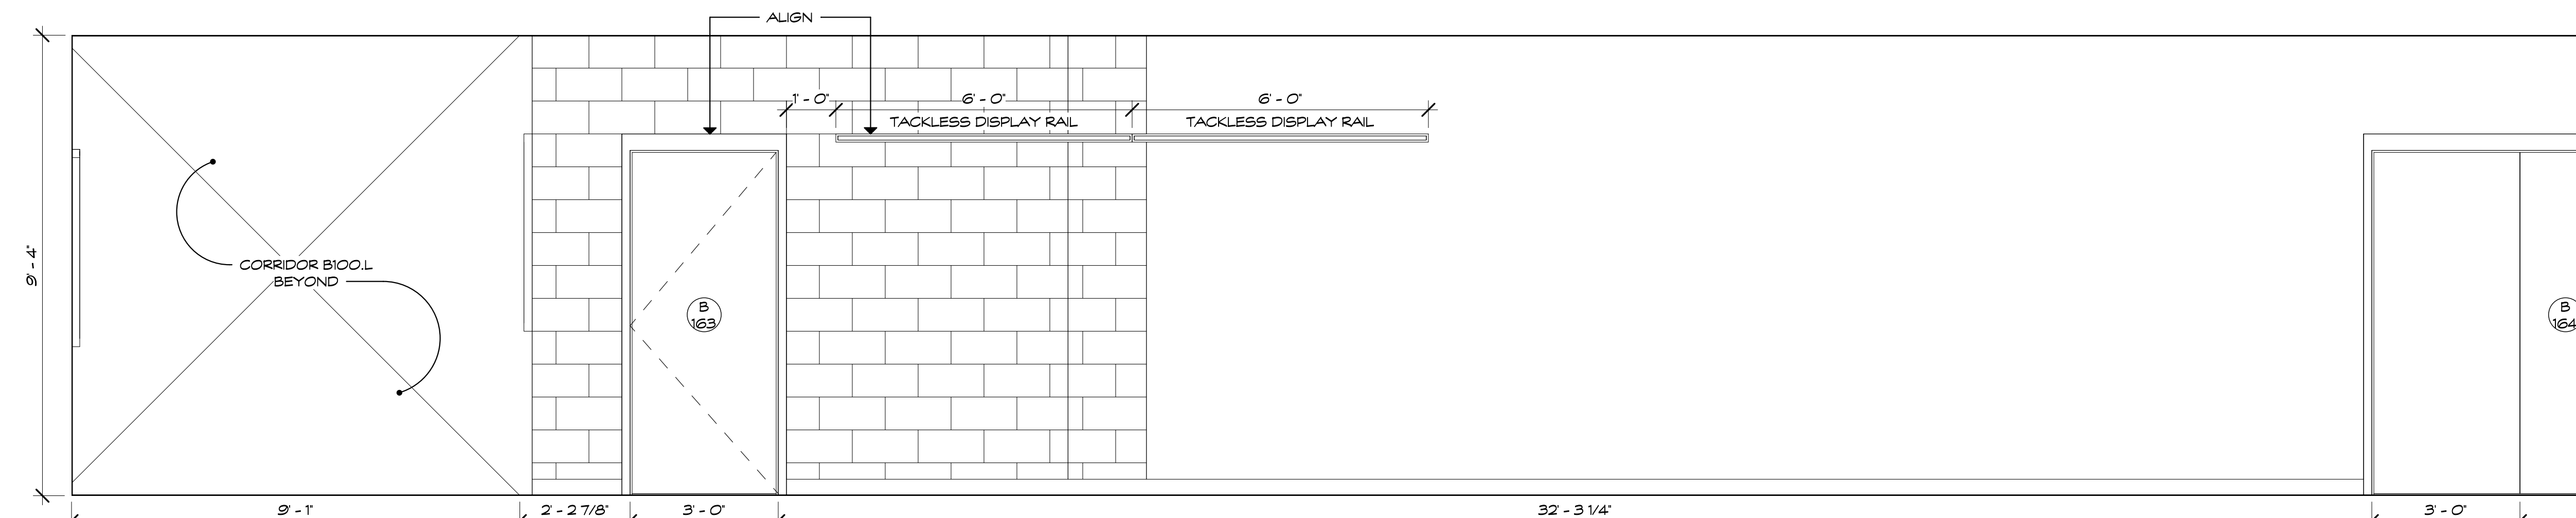 ALIGN
1' - 0"
6' - 0"
6' - 0"
TACKLESS DISPLAY RAIL
TACKLESS DISPLAY RAIL
9' - 4"
CORRIDOR B100.L
BEYOND
B
163
B
164
9' - 1"
2' - 2 7/8"
3' - 0"
32' - 3 1/4"
3' - 0"